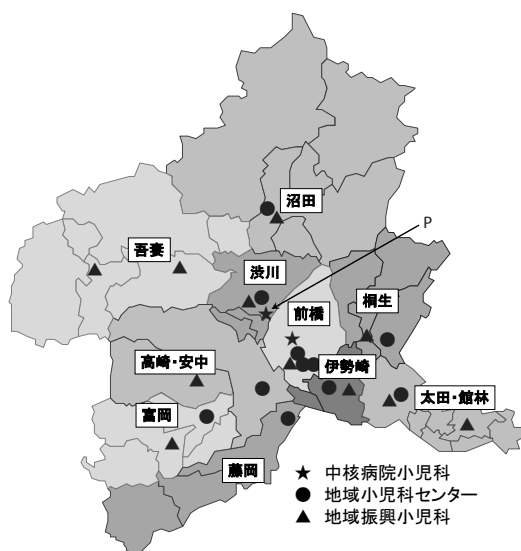 沼田
P
吾妻
渋川
桐生
前橋
高崎・安中
伊勢崎
太田・館林
富岡
藤岡
★ 中核病院小児科
● 地域小児科センター
▲ 地域振興小児科